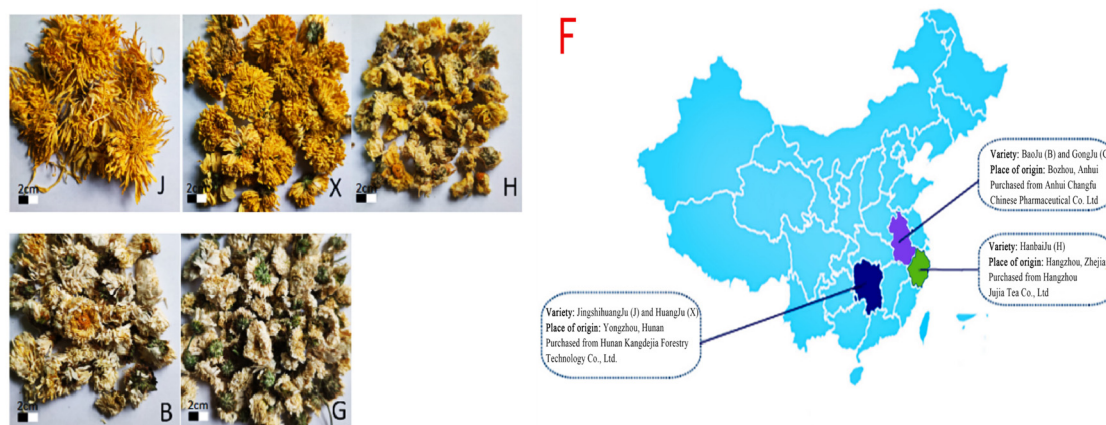 2cm
J
2cm
X
2cm
H
2cm
B
2cm
G
F
Variety: BaoJu (B) and GongJu (
Place of origin: Bozhou, Anhui
Purchased from Anhui Changfu
Chinese Pharmaceutical Co. Ltd
Variety: HanbaiJu (H)
Place of origin: Hangzhou, Zhejia
Purchased from Hangzhou
Jujia Tea Co., Ltd
Variety: JingshihuangJu (J) and HuangJu (X)
Place of origin: Yongzhou, Hunan
Purchased from Hunan Kangdejia Forestry
Technology Co., Ltd.